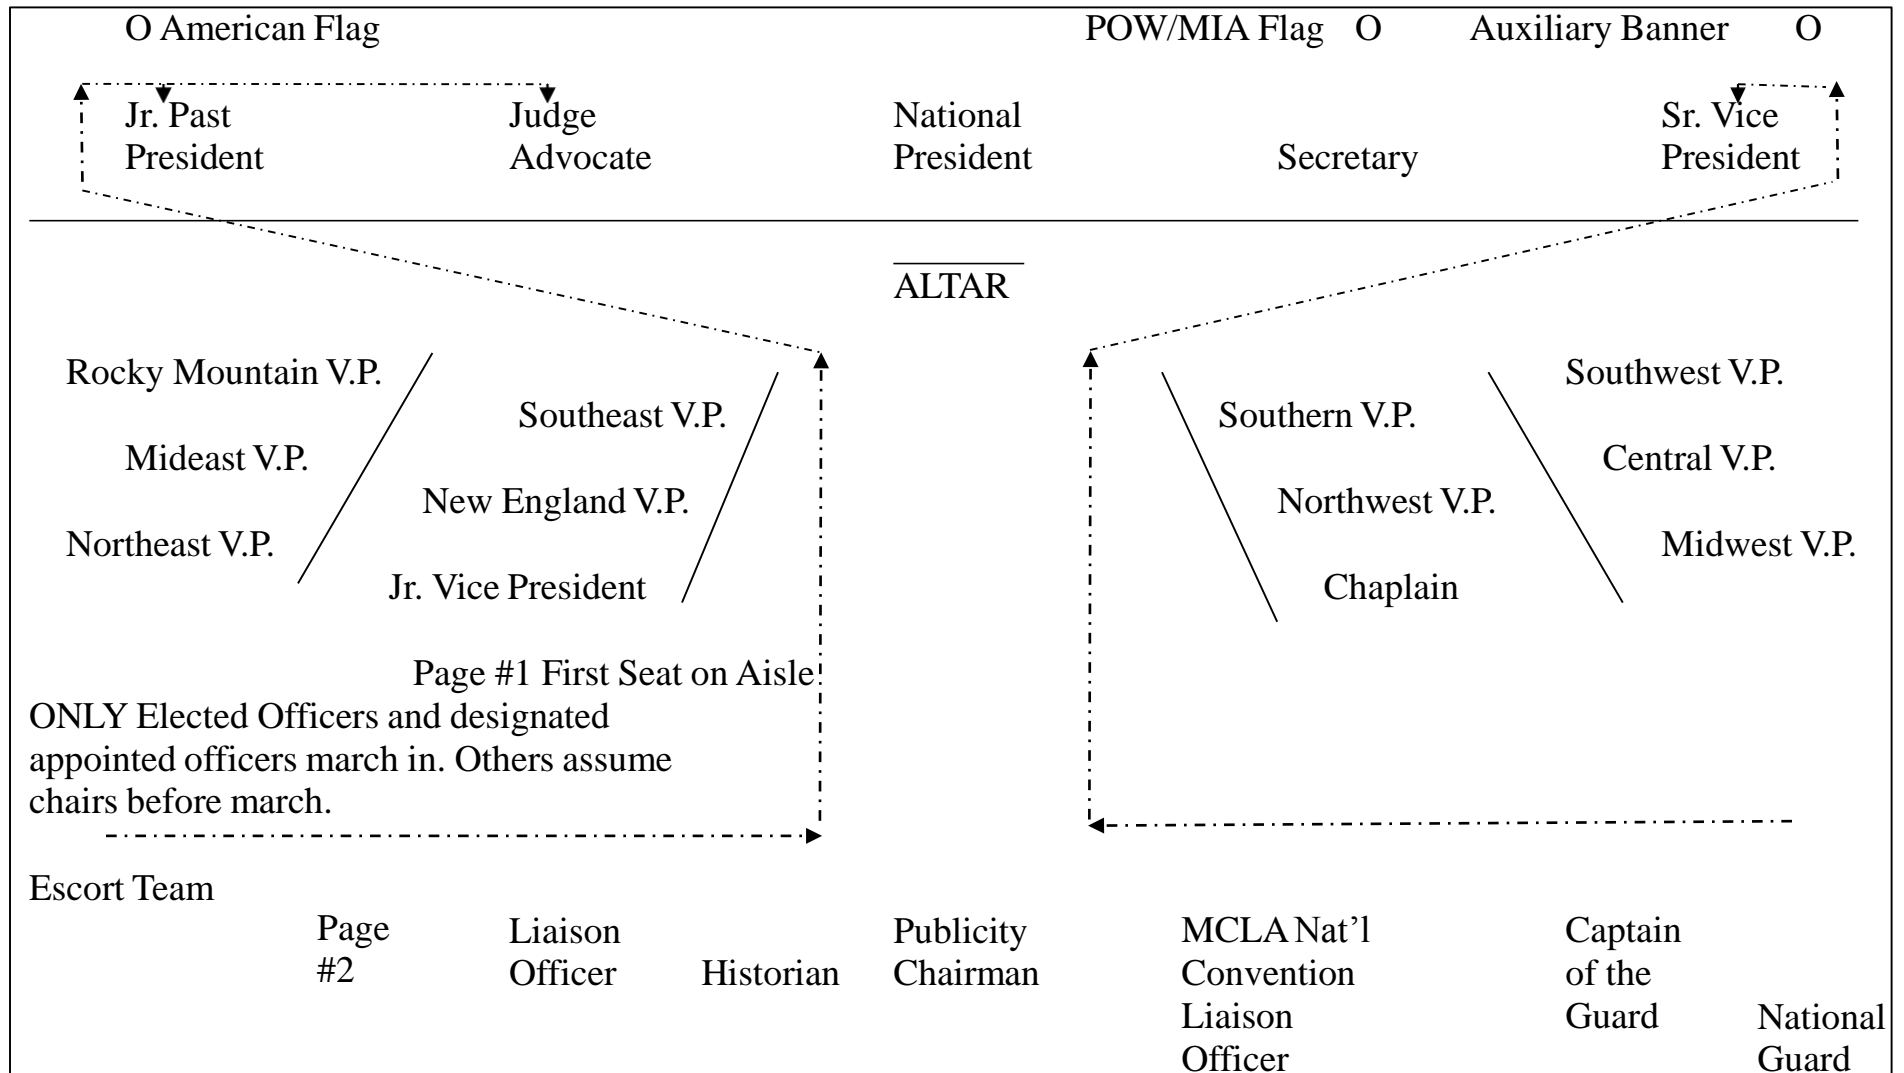 O American Flag POW/MIA Flag O Auxiliary Banner O
Jr. Past Judge National Sr. Vice
President Advocate President Secretary President
ALTAR
Rocky Mountain V.P. Southwest V.P.
Southeast V.P. Southern V.P.
Mideast V.P. Central V.P.
New England V.P. Northwest V.P.
Northeast V.P. Midwest V.P.
Jr. Vice President Chaplain
Page #1 First Seat on Aisle
ONLY Elected Officers and designated
appointed officers march in. Others assume
chairs before march.
Escort Team
Page Liaison Publicity MCLA Nat’l Captain
#2 Officer Historian Chairman Convention of the
Liaison Guard National
Officer Guard